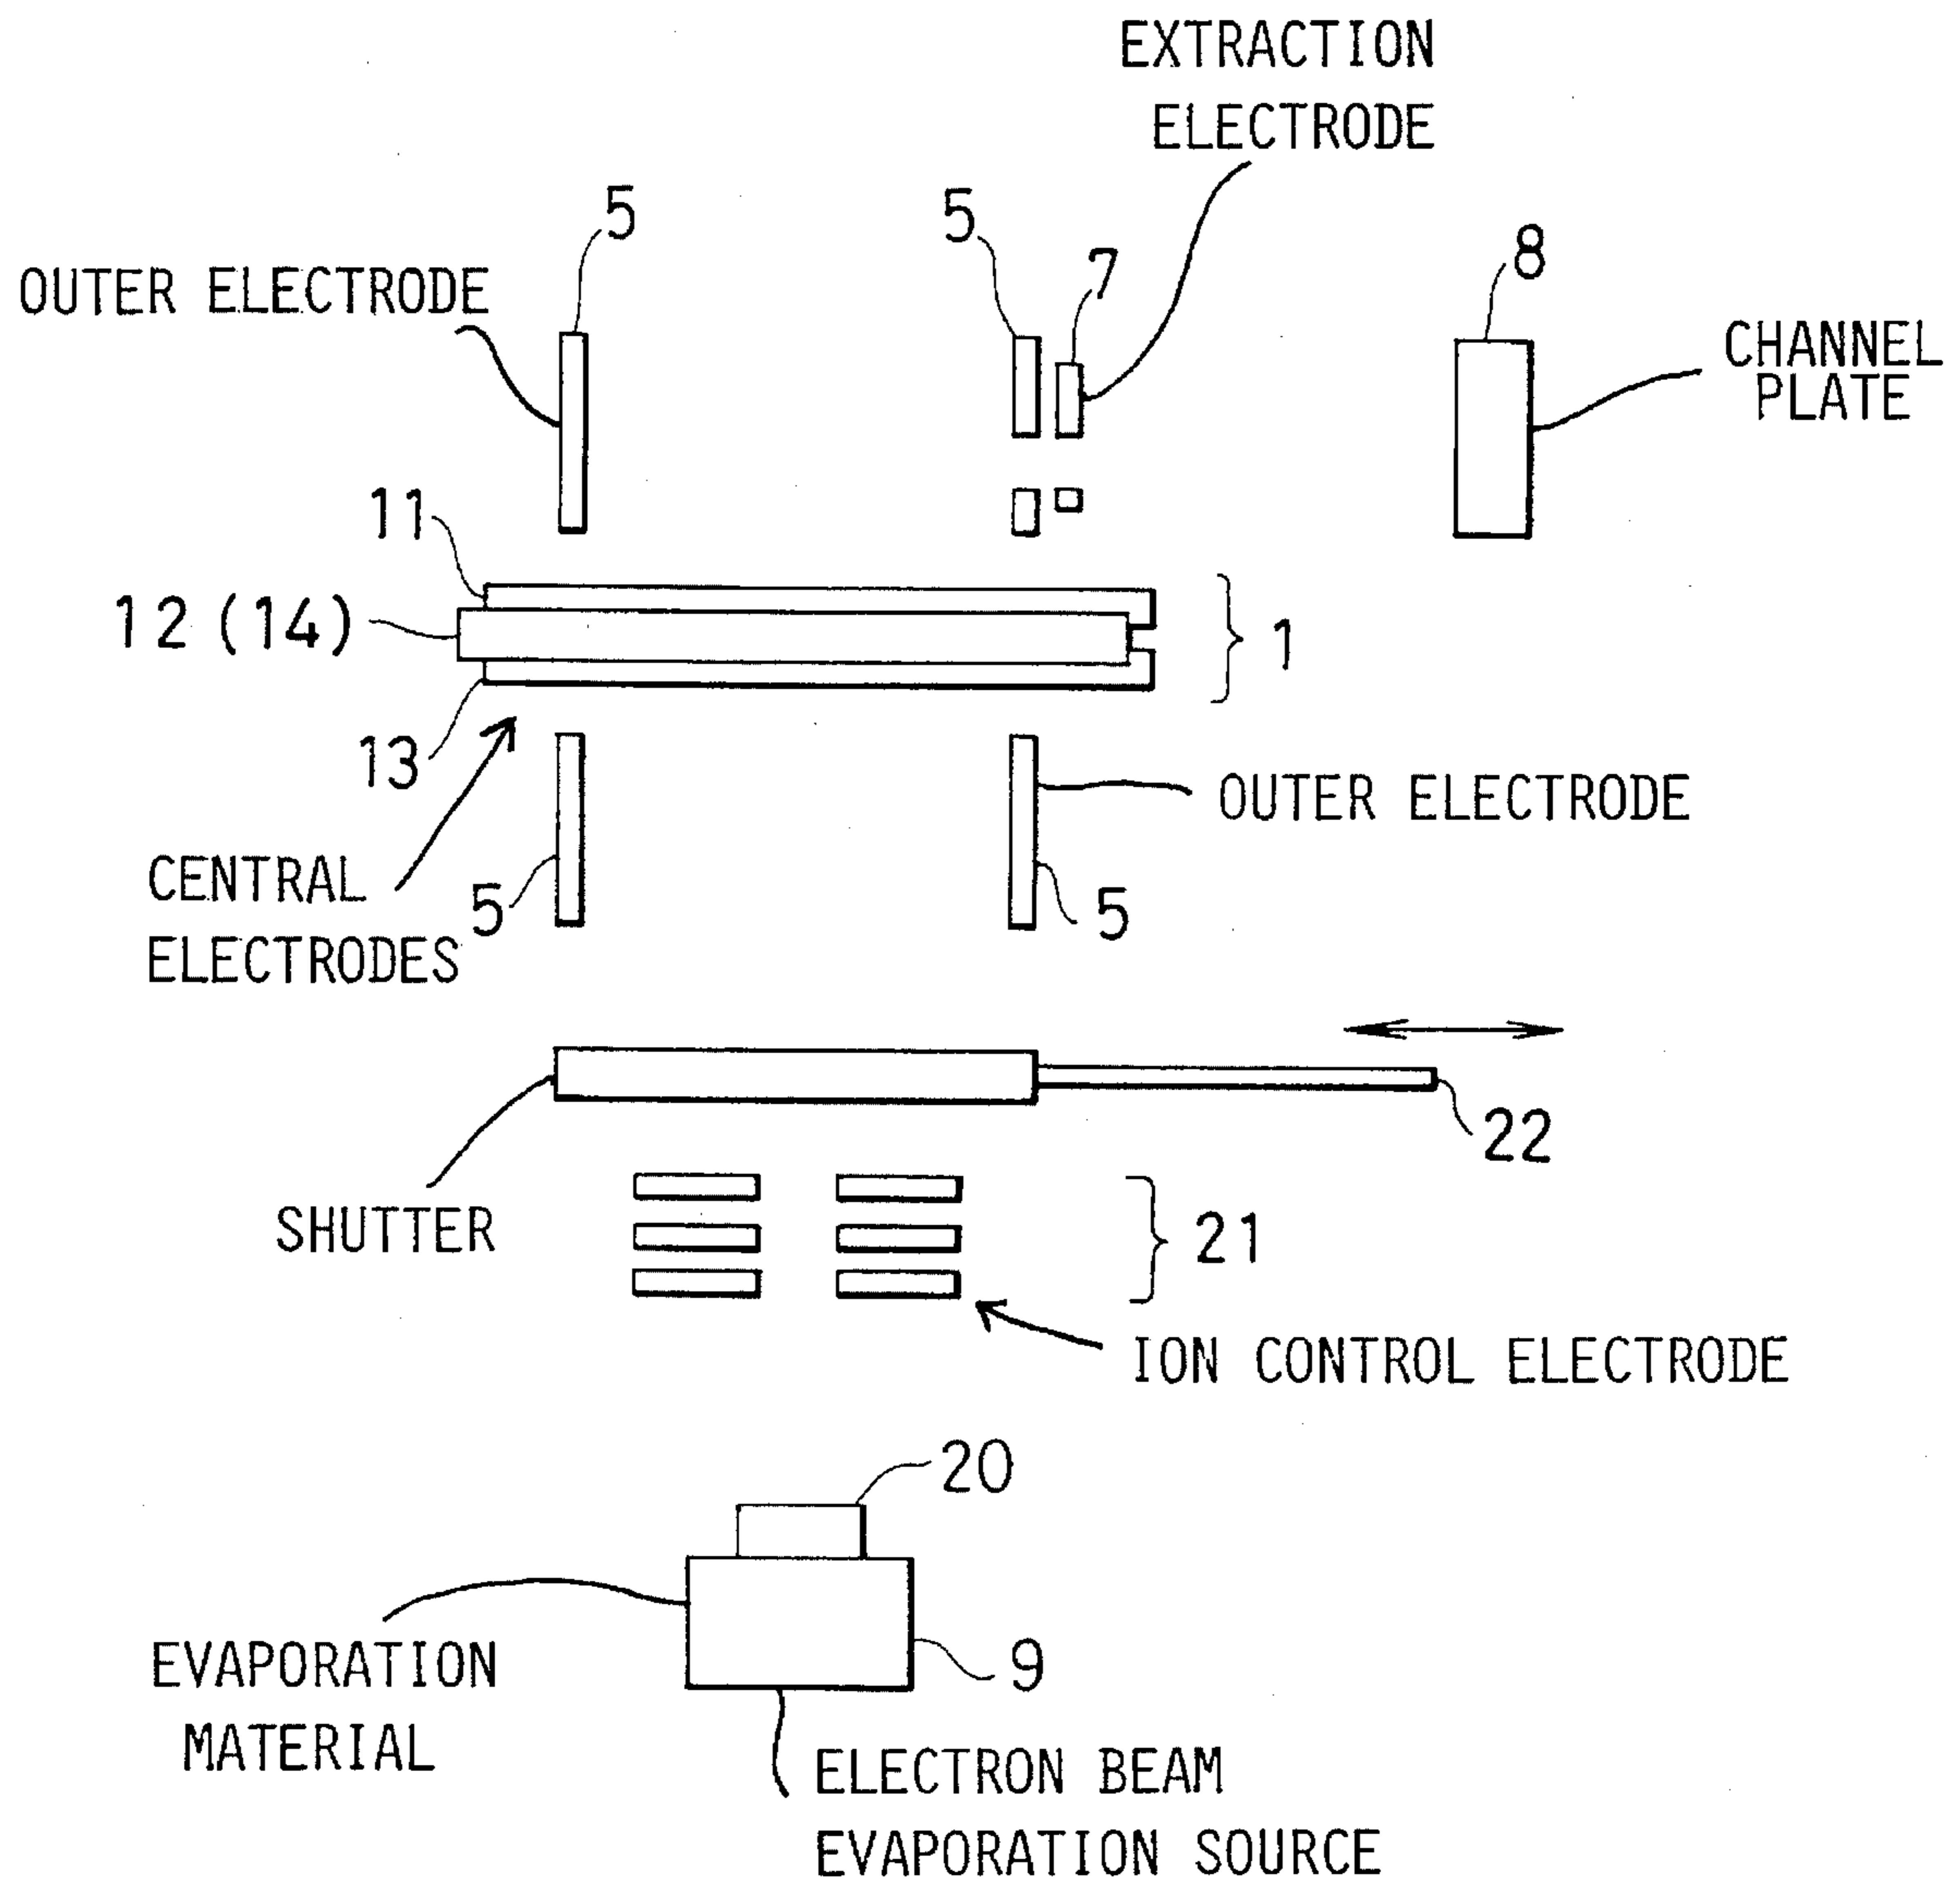 EXTRACTION
ELECTRODE
5
5
7
8
OUTER ELECTRODE
CHANNEL
PLATE
11
12 (14)
1
13
OUTER ELECTRODE
CENTRAL
ELECTRODES
5
5
22
SHUTTER
21
ION CONTROL ELECTRODE
20
EVAPORATION
MATERIAL
9
ELECTRON BEAM
EVAPORATION SOURCE